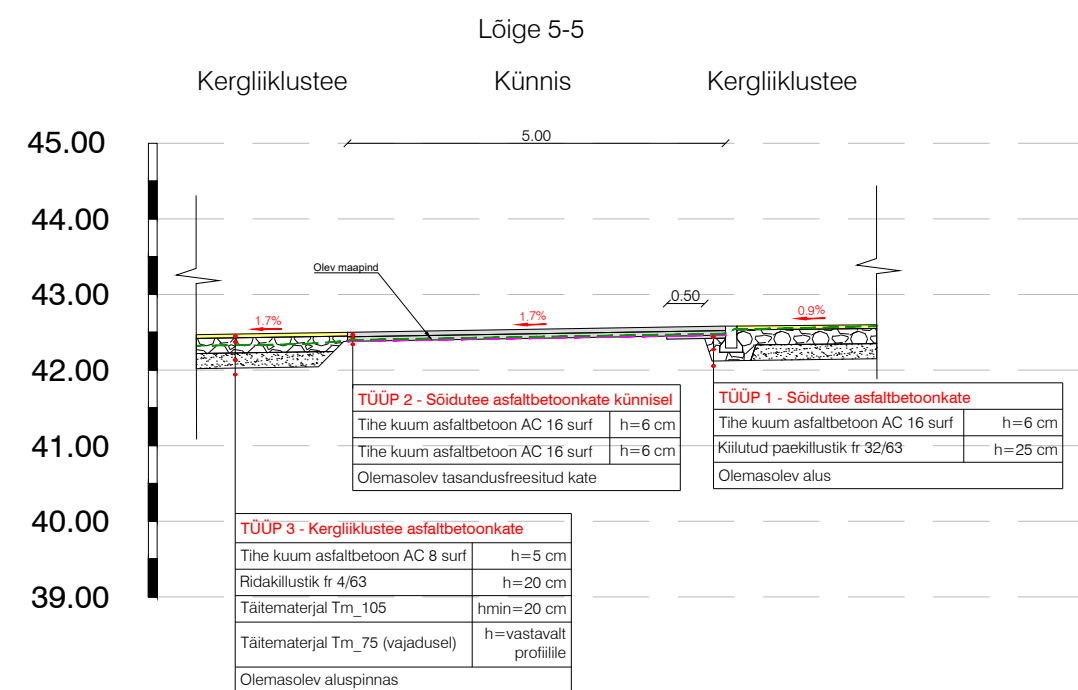 Lõige 5-5
Kergliiklustee Künnis Kergliiklustee
45.00
5.00
44.00
Olev maapind
43.00
0.50
1.7%
1.7%
0.9%
42.00
TÜÜP 2 - Sõidutee asfaltbetoonkate künnisel
Tihe kuum asfaltbetoon AC 16 surf h=6 cm
Tihe kuum asfaltbetoon AC 16 surf h=6 cm
Olemasolev tasandusfreesitud kate
TÜÜP 1 - Sõidutee asfaltbetoonkate
Tihe kuum asfaltbetoon AC 16 surf h=6 cm
Kiilutud paekillustik fr 32/63 h=25 cm
Olemasolev alus
41.00
40.00
39.00
TÜÜP 3 - Kergliiklustee asfaltbetoonkate
Tihe kuum asfaltbetoon AC 8 surf h=5 cm
Ridakillustik fr 4/63 h=20 cm
Täitematerjal Tm_105 hmin=20 cm
Täitematerjal Tm_75 (vajadusel) h=vastavalt
profiilile
Olemasolev aluspinnas